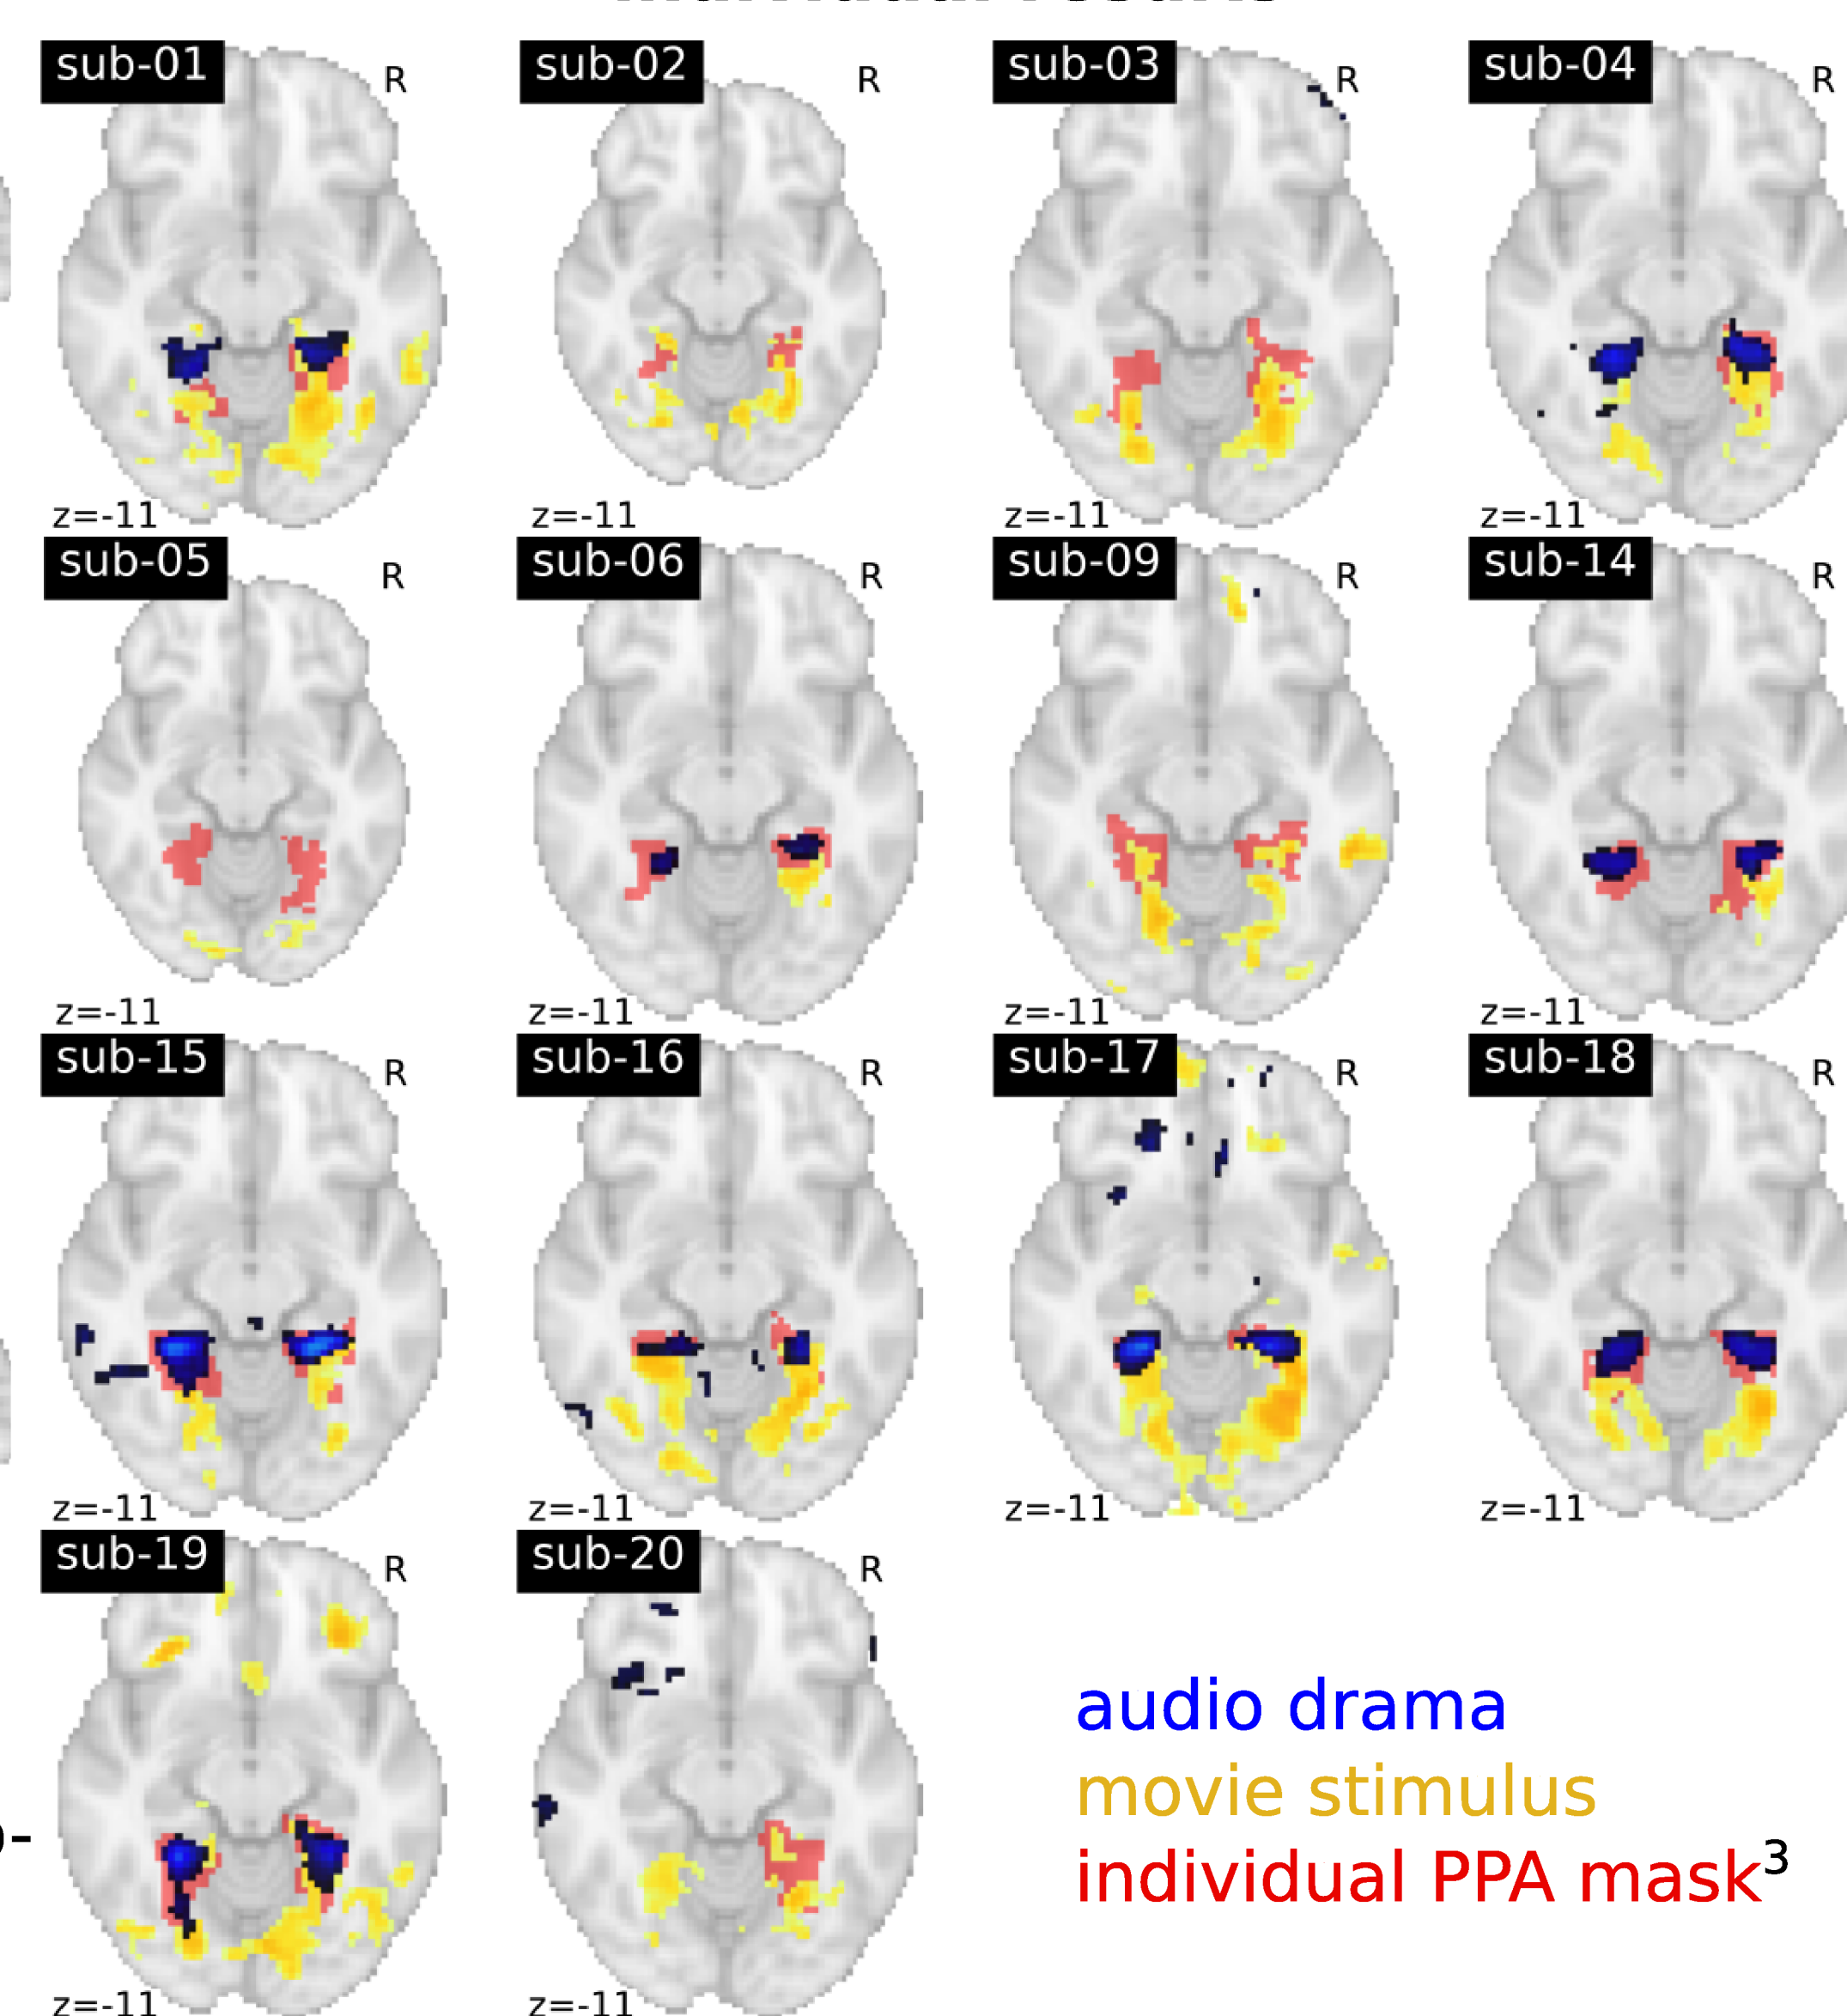 sub-01 R sub-02 R sub-03 R sub-04 R
z=-11 z=-11 z=-11 z=-11
sub-05 R sub-06 R sub-09 R sub-14 R
z=-11 z=-11 z=-11 z=-11
sub-15 R sub-16 R sub-17 R sub-18 R
z=-11 z=-11 z=-11 z=-11
sub-19 R sub-20 R
audio drama
movie stimulus
individual PPA mask³
z=-11 z=-11